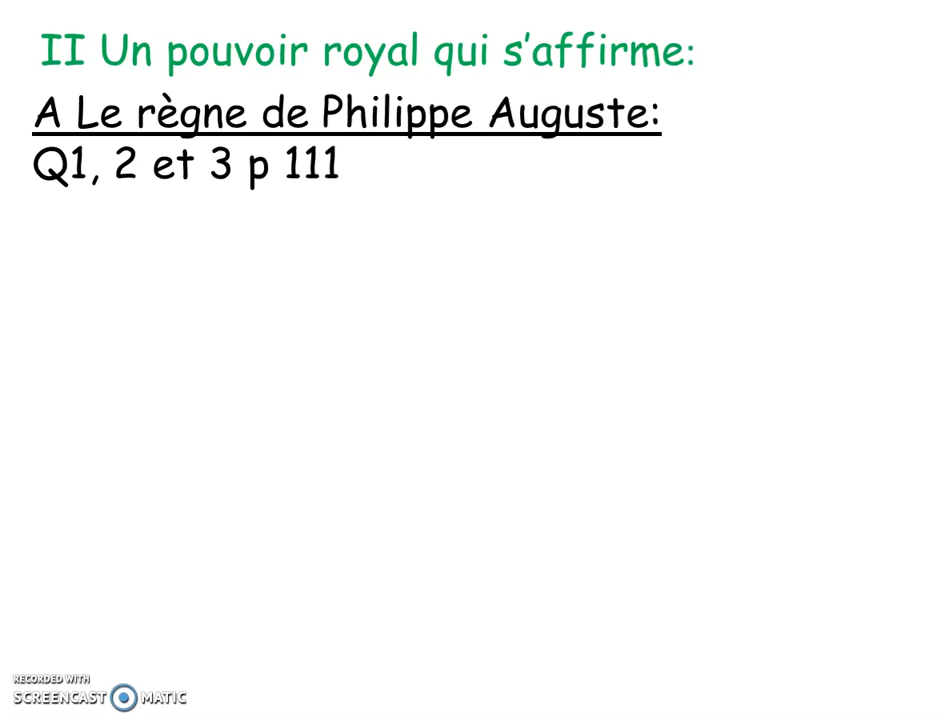 II Un pouvoir royal qui s'affirme:
A Le règne de Philippe Auguste:
Q1, 2 et 3 p 111
RECORDED WITH
SCREENCAST MATIC